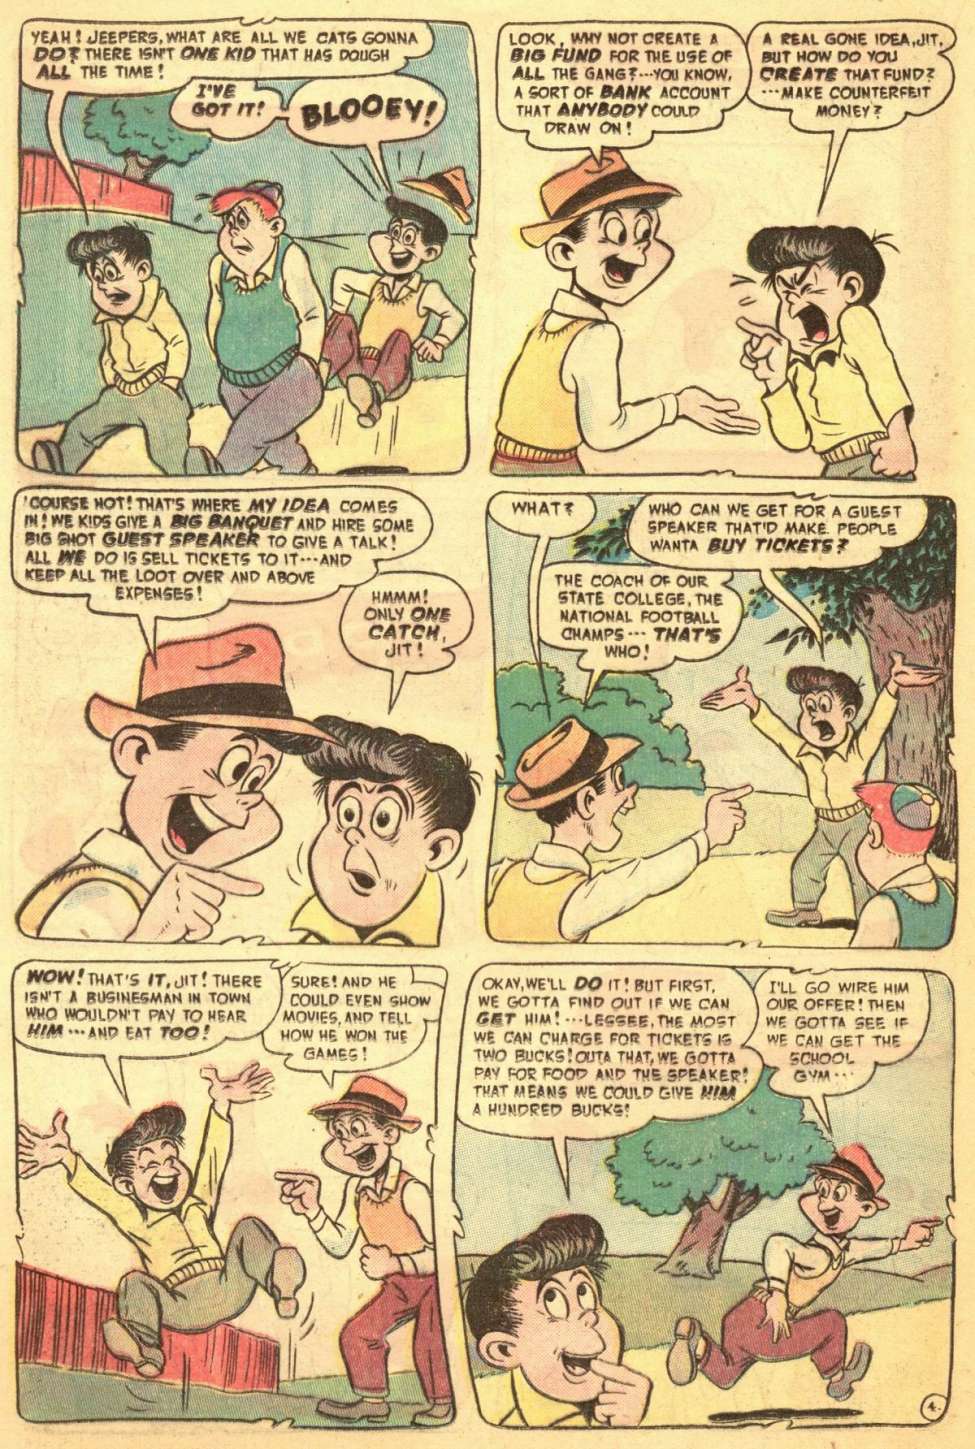 YEAH! JEEPERS, WHAT ARE ALL WE CATS GONNA
DO? THERE ISN'T ONE KID THAT HAS DOUGH
ALL THE TIME!
I'VE
GOT IT!
BLOOEY!
LOOK, WHY NOT CREATE A
BIG FUND FOR THE USE OF
ALL THE GANG?---YOU KNOW,
A SORT OF BANK ACCOUNT
THAT ANYBODY COULD
DRAW ON!
A REAL GONE IDEA, JIT,
BUT HOW DO YOU
CREATE THAT FUND?
---MAKE COUNTERFEIT
MONEY?
'COURSE NOT! THAT'S WHERE MY IDEA COMES
IN! WE KIDS GIVE A BIG BANQUET AND HIRE SOME
BIG SHOT GUEST SPEAKER TO GIVE A TALK!
ALL WE DO IS SELL TICKETS TO IT---AND
KEEP ALL THE LOOT OVER AND ABOVE
EXPENSES!
HMMM!
ONLY ONE
CATCH,
JIT!
WHAT?
WHO CAN WE GET FOR A GUEST
SPEAKER THAT'D MAKE PEOPLE
WANTA BUY TICKETS?
THE COACH OF OUR
STATE COLLEGE, THE
NATIONAL FOOTBALL
CHAMPS--- THAT'S
WHO!
WOW! THAT'S IT, JIT! THERE
ISN'T A BUSINESMAN IN TOWN
WHO WOULDN'T PAY TO HEAR
HIM---AND EAT TOO!
SURE! AND HE
COULD EVEN SHOW
MOVIES, AND TELL
HOW HE WON THE
GAMES!
OKAY, WE'LL DO IT! BUT FIRST,
WE GOTTA FIND OUT IF WE CAN
GET HIM!---LESSEE, THE MOST
WE CAN CHARGE FOR TICKETS IS
TWO BUCKS! OUTA THAT, WE GOTTA
PAY FOR FOOD AND THE SPEAKER!
THAT MEANS WE COULD GIVE HIM
A HUNDRED BUCKS!
I'LL GO WIRE HIM
OUR OFFER! THEN
WE GOTTA SEE IF
WE CAN GET THE
SCHOOL
GYM---
4